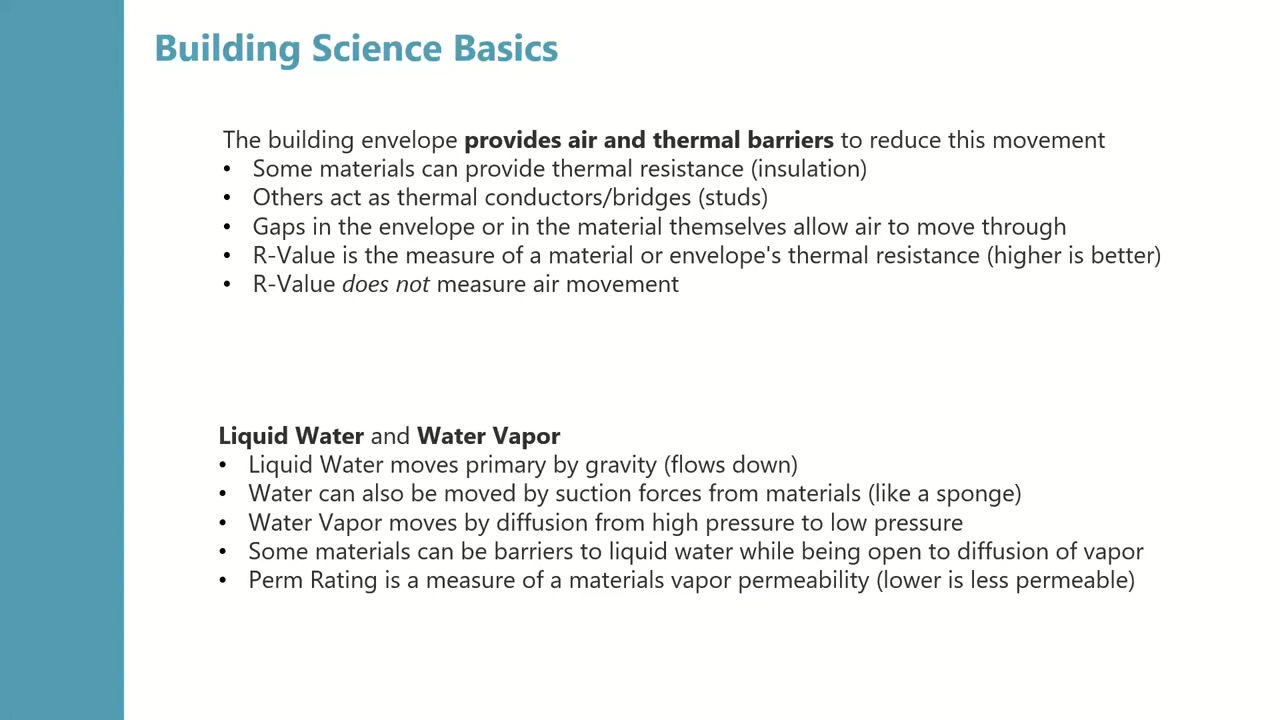 Building Science Basics
The building envelope provides air and thermal barriers to reduce this movement
• Some materials can provide thermal resistance (insulation)
• Others act as thermal conductors/bridges (studs)
• Gaps in the envelope or in the material themselves allow air to move through
• R-Value is the measure of a material or envelope's thermal resistance (higher is better)
• R-Value does not measure air movement
Liquid Water and Water Vapor
• Liquid Water moves primary by gravity (flows down)
• Water can also be moved by suction forces from materials (like a sponge)
• Water Vapor moves by diffusion from high pressure to low pressure
• Some materials can be barriers to liquid water while being open to diffusion of vapor
• Perm Rating is a measure of a materials vapor permeability (lower is less permeable)